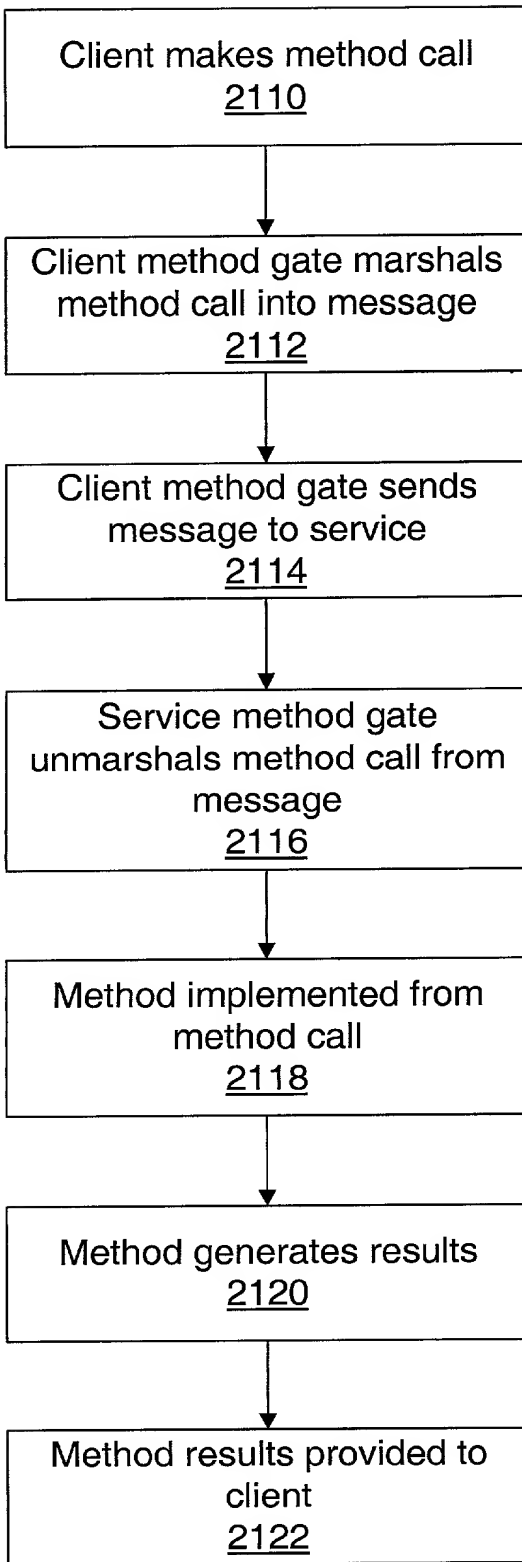 Client makes method call
2110
Client method gate marshals
method call into message
2112
Client method gate sends
message to service
2114
Service method gate
unmarshals method call from
message
2116
Method implemented from
method call
2118
Method generates results
2120
Method results provided to
client
2122